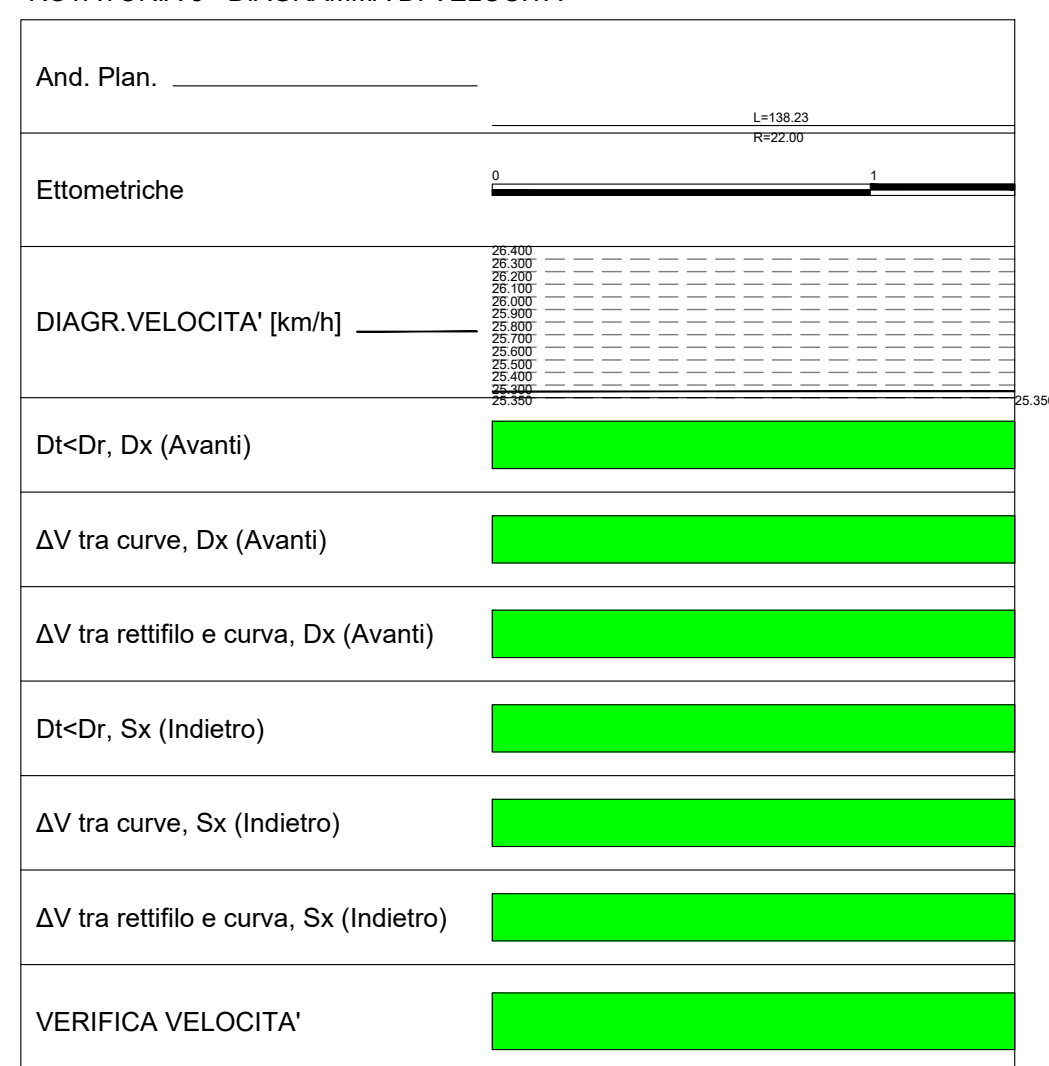 And. Plan.
L=138.23
R=22.00
Ettometriche
0 1
DIAGR.VELOCITA' [km/h]
26.400
26.300
26.200
26.100
26.000
25.900
25.800
25.700
25.600
25.500
25.400
25.300
25.350 25.350
Dt<Dr, Dx (Avanti)
ΔV tra curve, Dx (Avanti)
ΔV tra rettifilo e curva, Dx (Avanti)
Dt<Dr, Sx (Indietro)
ΔV tra curve, Sx (Indietro)
ΔV tra rettifilo e curva, Sx (Indietro)
VERIFICA VELOCITA'